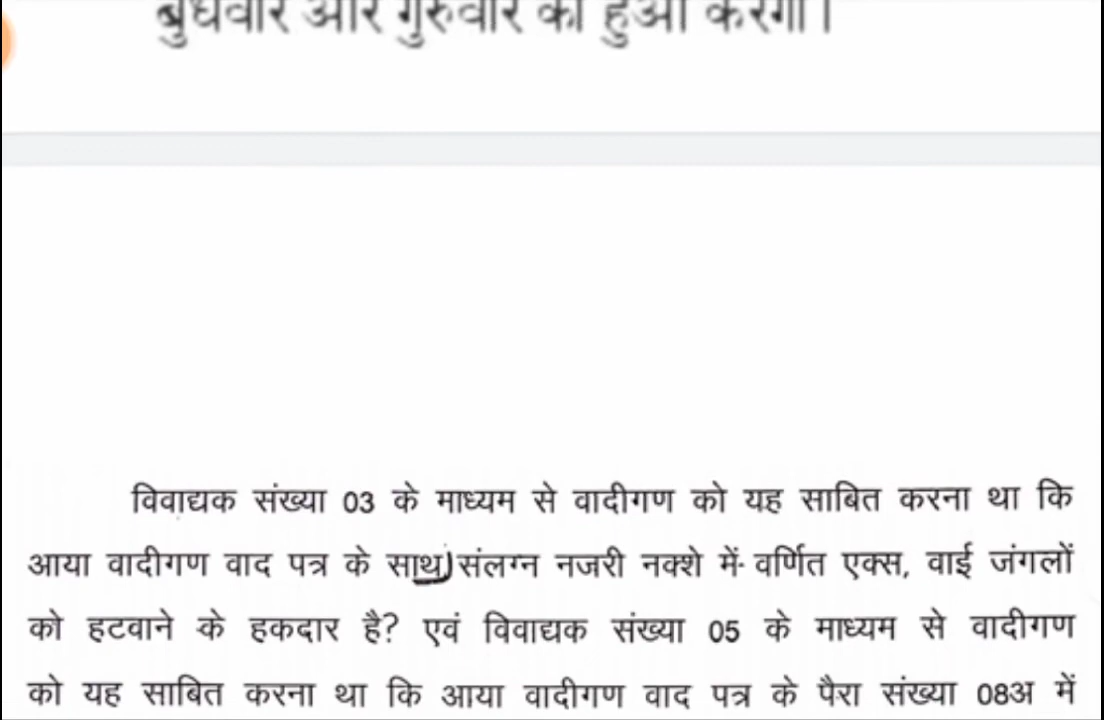 बुधवार और गुरुवार को हुआ करेगा।
विवाद्यक संख्या 03 के माध्यम से वादीगण को यह साबित करना था कि
आया वादीगण वाद पत्र के साथ संलग्न नजरी नक्शे में वर्णित एक्स, वाई जंगलों
को हटवाने के हकदार है? एवं विवाद्यक संख्या 05 के माध्यम से वादीगण
को यह साबित करना था कि आया वादीगण वाद पत्र के पैरा संख्या 08अ में